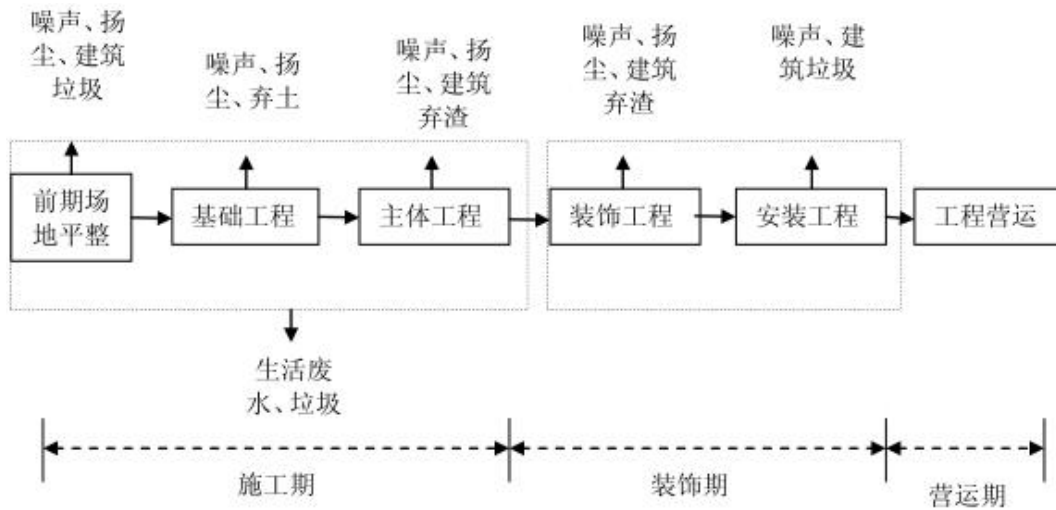 噪声、扬
尘、建筑
垃圾
噪声、扬
尘、弃土
噪声、扬
尘、建筑
弃渣
噪声、扬
尘、建筑
弃渣
噪声、建
筑垃圾
前期场
地平整
基础工程
主体工程
装饰工程
安装工程
工程营运
生活废
水、垃圾
施工期
装饰期
营运期